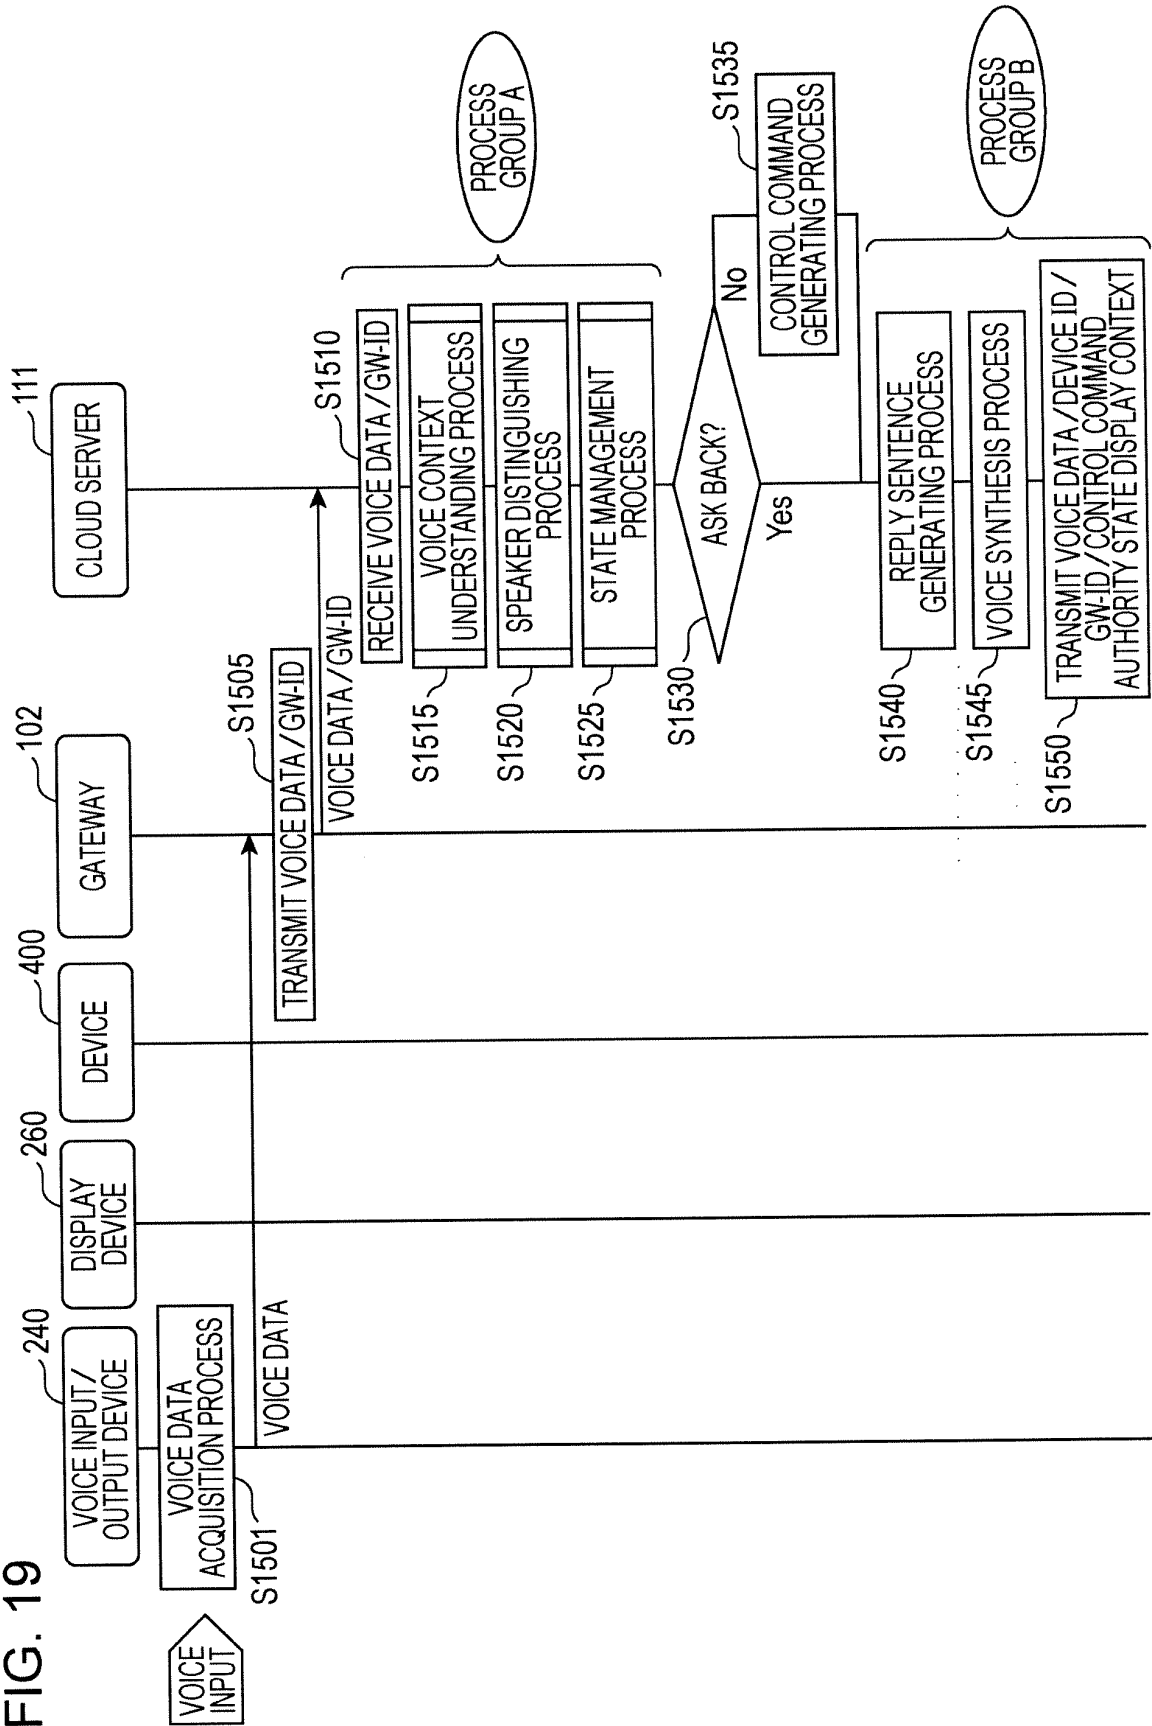 FIG. 19
VOICE INPUT/
OUTPUT DEVICE
240
DISPLAY
DEVICE
260
DEVICE
400
GATEWAY
102
CLOUD SERVER
111
VOICE
INPUT
VOICE DATA
ACQUISITION PROCESS
S1501
VOICE DATA
S1505
TRANSMIT VOICE DATA/GW-ID
VOICE DATA/GW-ID
S1510
RECEIVE VOICE DATA/GW-ID
S1515
VOICE CONTEXT
UNDERSTANDING PROCESS
S1520
SPEAKER DISTINGUISHING
PROCESS
S1525
STATE MANAGEMENT
PROCESS
PROCESS
GROUP A
S1530
ASK BACK?
No
Yes
S1535
CONTROL COMMAND
GENERATING PROCESS
S1540
REPLY SENTENCE
GENERATING PROCESS
S1545
VOICE SYNTHESIS PROCESS
S1550
TRANSMIT VOICE DATA/DEVICE ID/
GW-ID/CONTROL COMMAND
AUTHORITY STATE DISPLAY CONTEXT
PROCESS
GROUP B